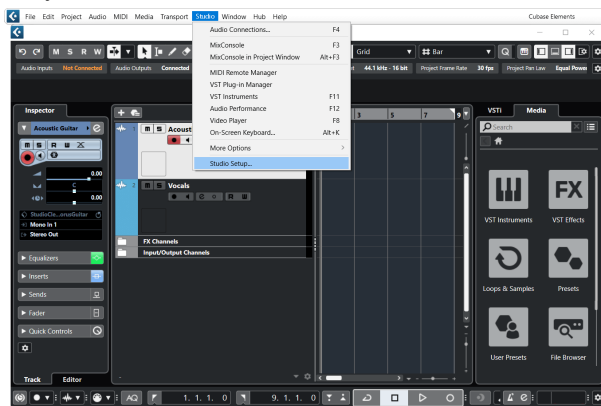 File Edit Project Audio MIDI Media Transport Studio Window Hub Help Cubase Elements
M S R W Grid Bar Q
Audio Inputs Not Connected Audio Outputs Connected 44.1 kHz - 16 bit Project Frame Rate 30 fps Project Pan Law Equal Power
Audio Connections... F4
MixConsole F3
MixConsole in Project Window Alt+F3
MIDI Remote Manager
VST Plug-in Manager
VST Instruments F11
Audio Performance F12
Video Player F8
On-Screen Keyboard... Alt+K
More Options
Studio Setup...
Inspector
3 5 7 9
VSTi Media
Acoustic Guitar
1 M S Acoust
Search
M S R W
0.00
C
0.00
2 M S Vocals
R W
Mono In 1
Stereo Out
VST Instruments VST Effects
FX
FX Channels
Input/Output Channels
Equalizers
Inserts
Sends
Fader
Quick Controls
Loops & Samples Presets
User Presets File Browser
Track Editor
AQ 1. 1. 1. 0 9. 1. 1. 0